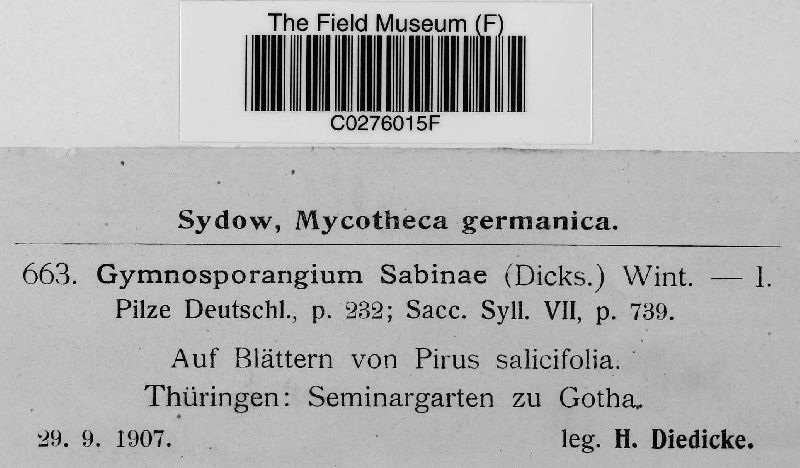 The Field Museum (F)
C0276015F
Sydow, Mycotheca germanica.
663. Gymnosporangium Sabinae (Dicks.) Wint. — I.
Pilze Deutschl., p. 232; Sacc. Syll. VII, p. 739.
Auf Blättern von Pirus salicifolia.
Thüringen: Seminargarten zu Gotha.
29. 9. 1907. leg. H. Diedicke.